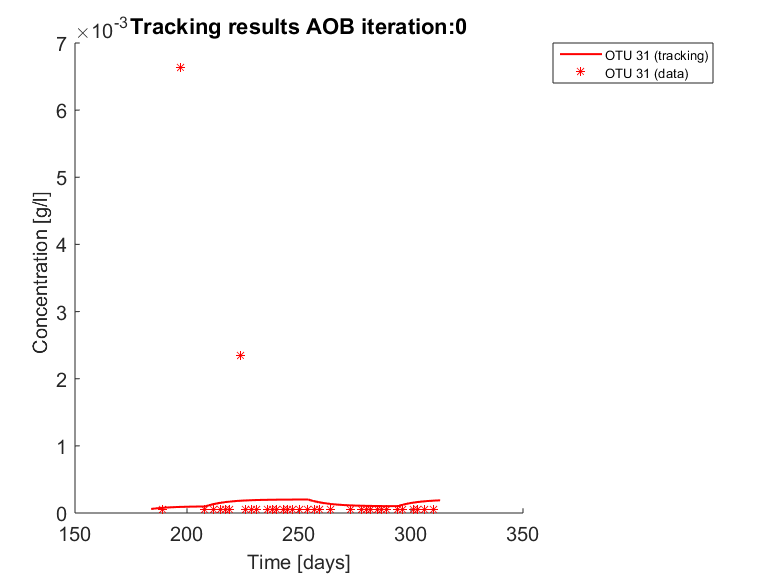 ×10-3
Tracking results AOB iteration:0
7
6
5
4
3
2
1
0
Concentration [g/l]
150
200
250
300
350
Time [days]
OTU 31 (tracking)
OTU 31 (data)